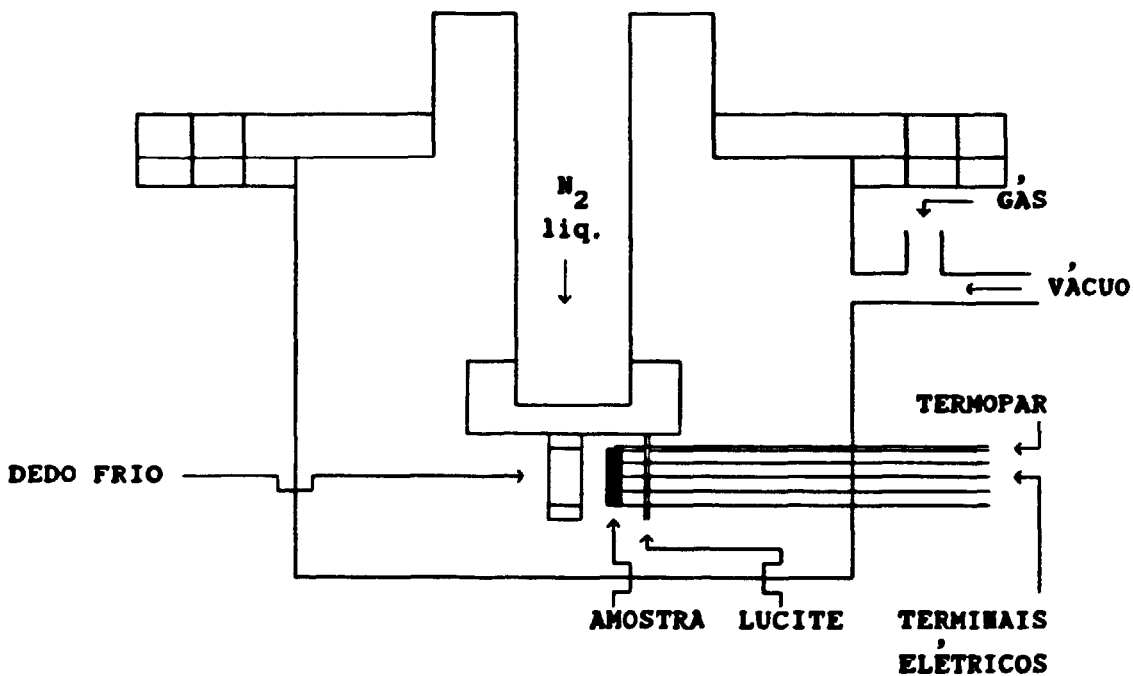 N2
liq.
GÁS
VÁCUO
TERMOPAR
DEDO FRIO
AMOSTRA
LUCITE
TERMINAIS
ELÉTRICOS